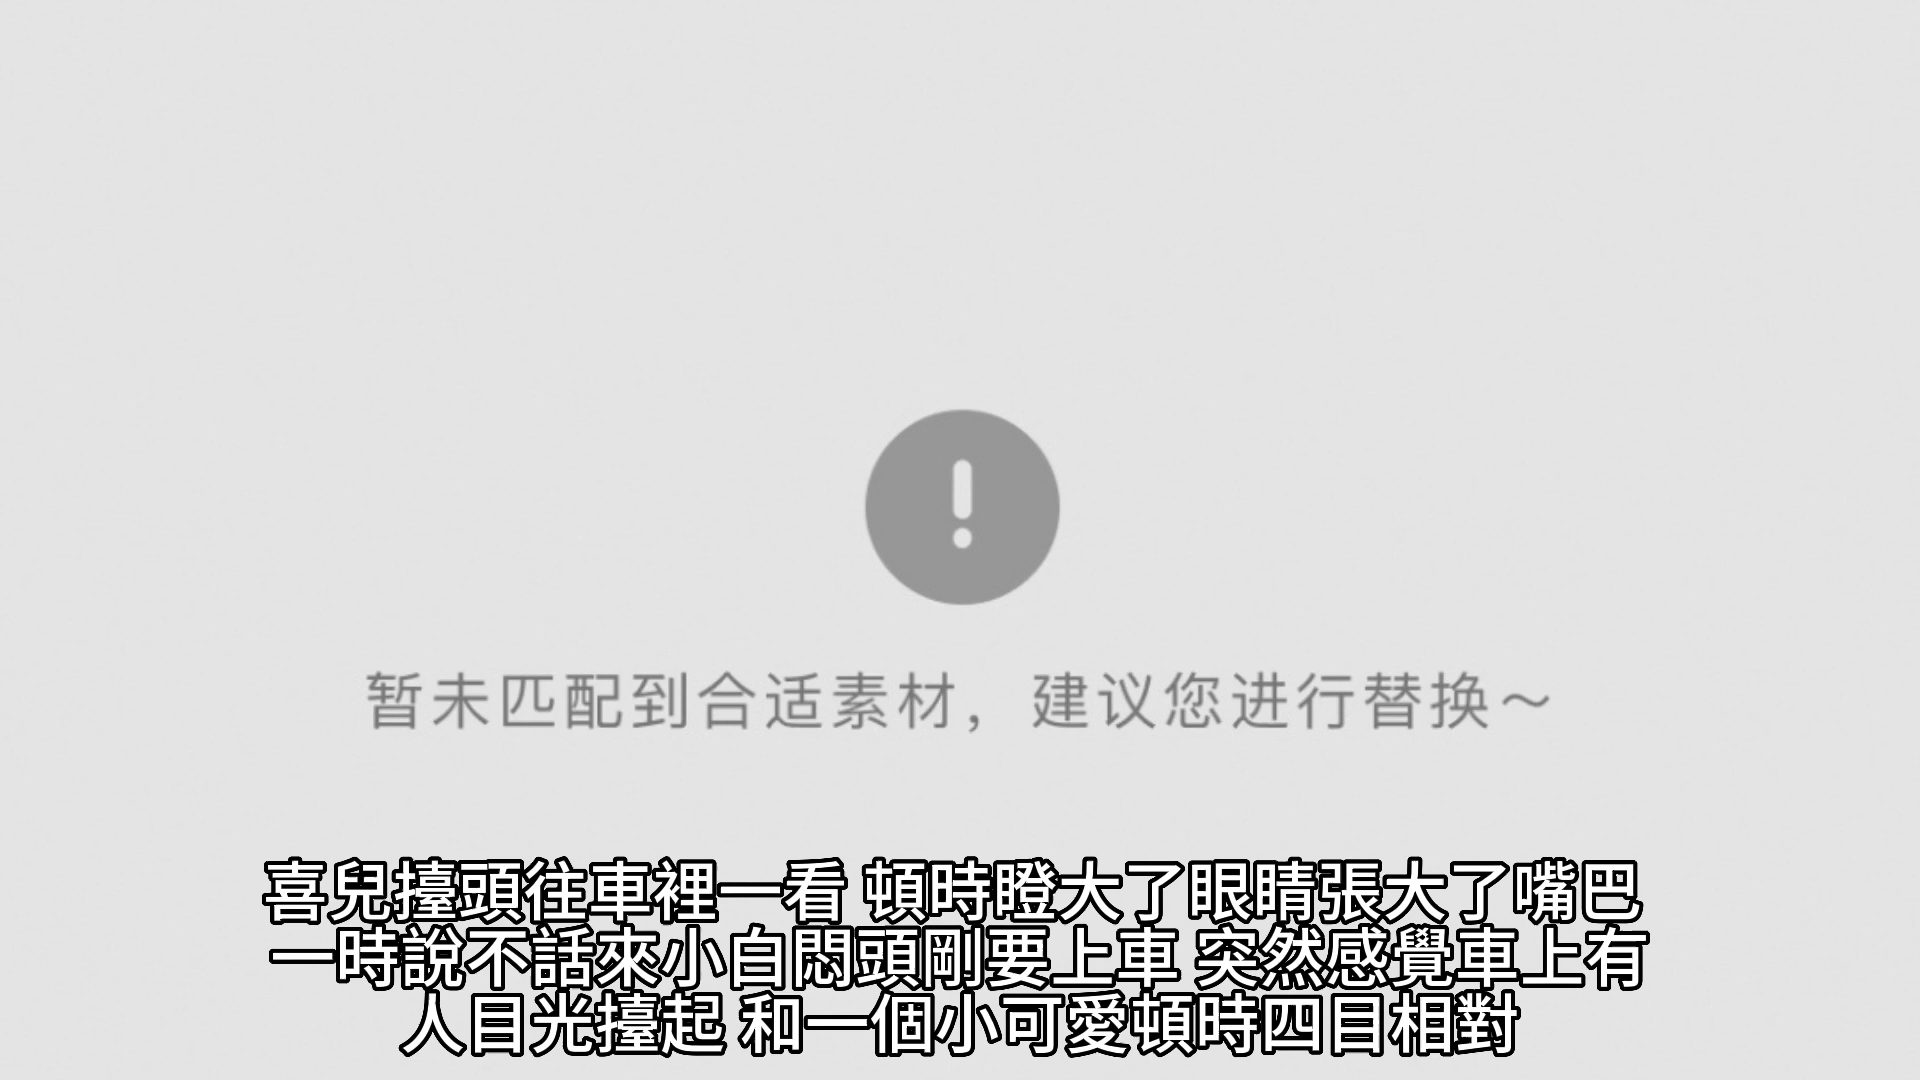 暂未匹配到合适素材，建议您进行替换～
喜兒擡頭往車裡一看 頓時瞪大了眼睛張大了嘴巴
一時說不話來小白悶頭剛要上車 突然感覺車上有
人目光擡起 和一個小可愛頓時四目相對